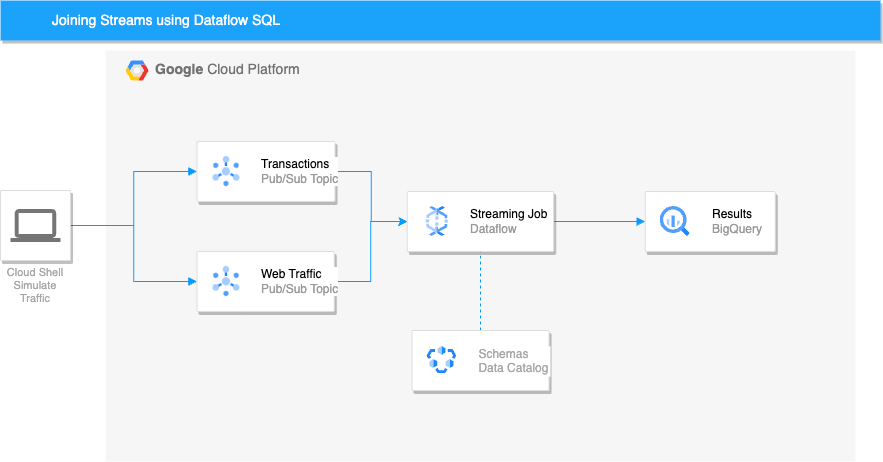 Joining Streams using Dataflow SQL
Google Cloud Platform
Transactions
Pub/Sub Topic
Web Traffic
Pub/Sub Topic
Cloud Shell
Simulate
Traffic
Streaming Job
Dataflow
Results
BigQuery
Schemas
Data Catalog